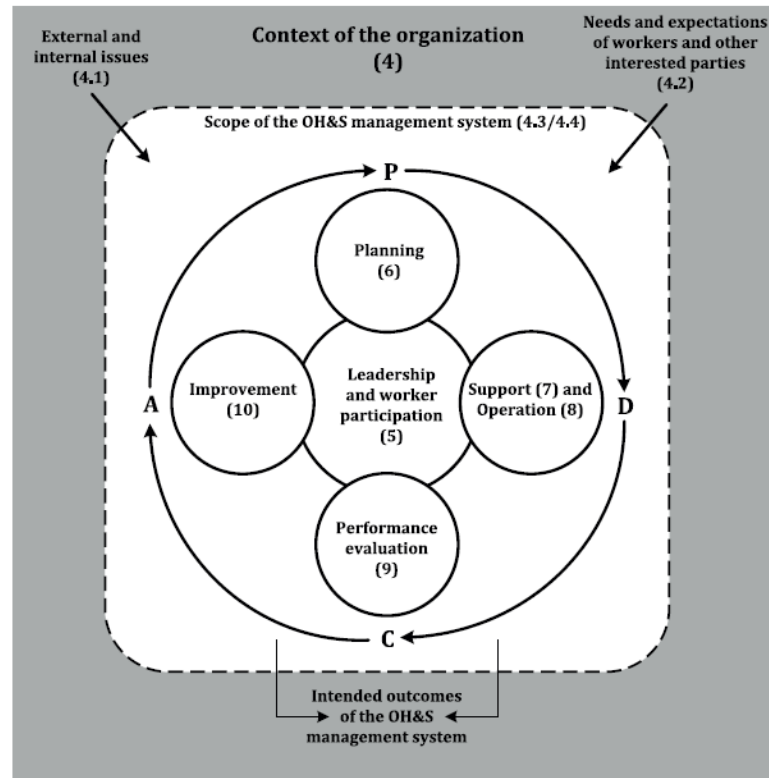 External and
internal issues
(4.1)
Context of the organization
(4)
Needs and expectations
of workers and other
interested parties
(4.2)
Scope of the OH&S management system (4.3/4.4)
P
Planning
(6)
A
Improvement
(10)
Leadership
and worker
participation
(5)
Support (7) and
Operation (8)
D
Performance
evaluation
(9)
C
Intended outcomes
of the OH&S
management system